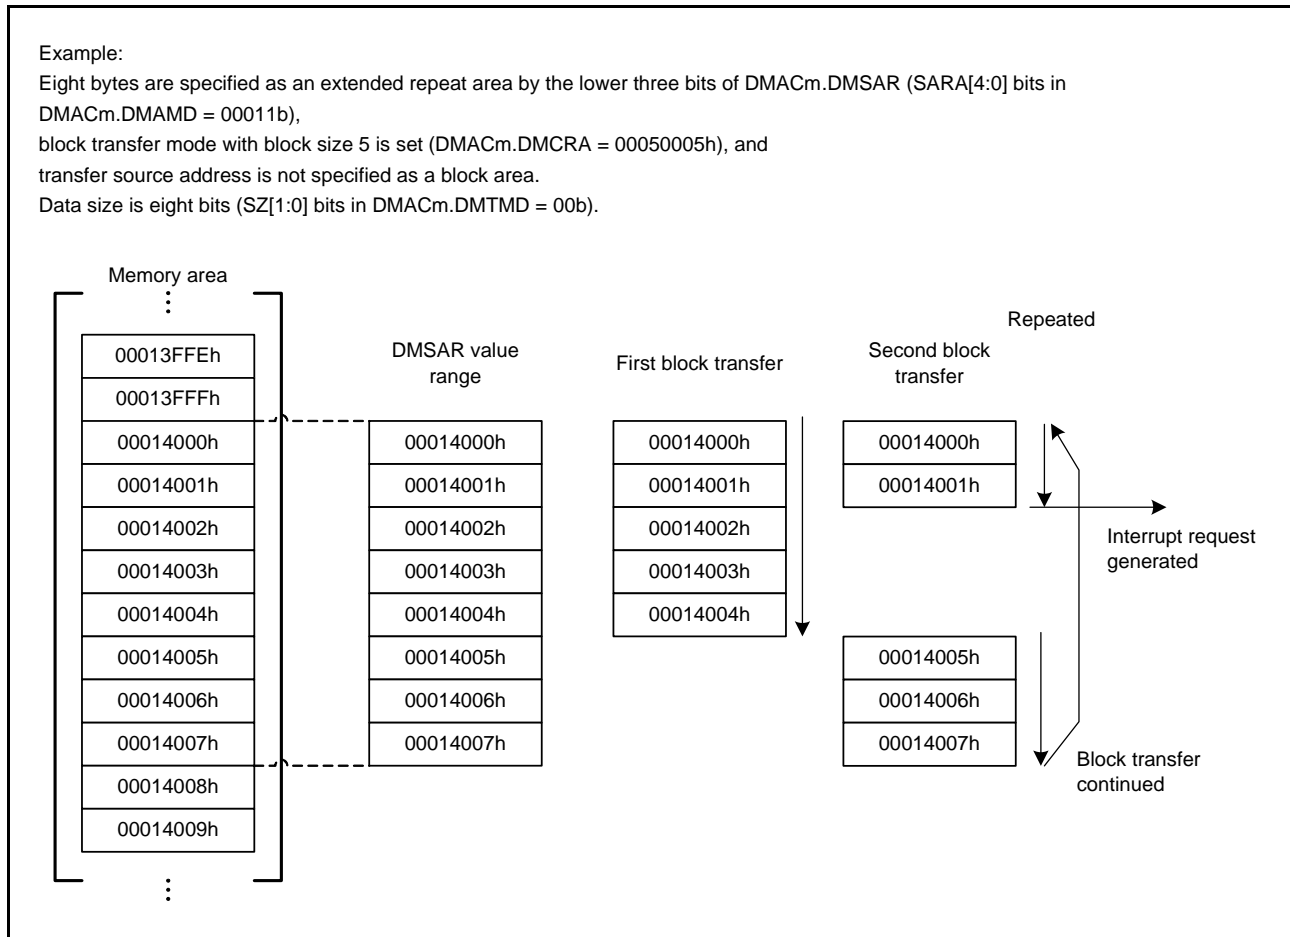 Example:
Eight bytes are specified as an extended repeat area by the lower three bits of DMACm.DMSAR (SARA[4:0] bits in
DMACm.DMAMD = 00011b),
block transfer mode with block size 5 is set (DMACm.DMCRA = 00050005h), and
transfer source address is not specified as a block area.
Data size is eight bits (SZ[1:0] bits in DMACm.DMTMD = 00b).
Memory area
00013FFEh
00013FFFh
00014000h
00014001h
00014002h
00014003h
00014004h
00014005h
00014006h
00014007h
00014008h
00014009h
DMSAR value
range
00014000h
00014001h
00014002h
00014003h
00014004h
00014005h
00014006h
00014007h
First block transfer
00014000h
00014001h
00014002h
00014003h
00014004h
Second block
transfer
00014000h
00014001h
00014005h
00014006h
00014007h
Repeated
Interrupt request
generated
Block transfer
continued